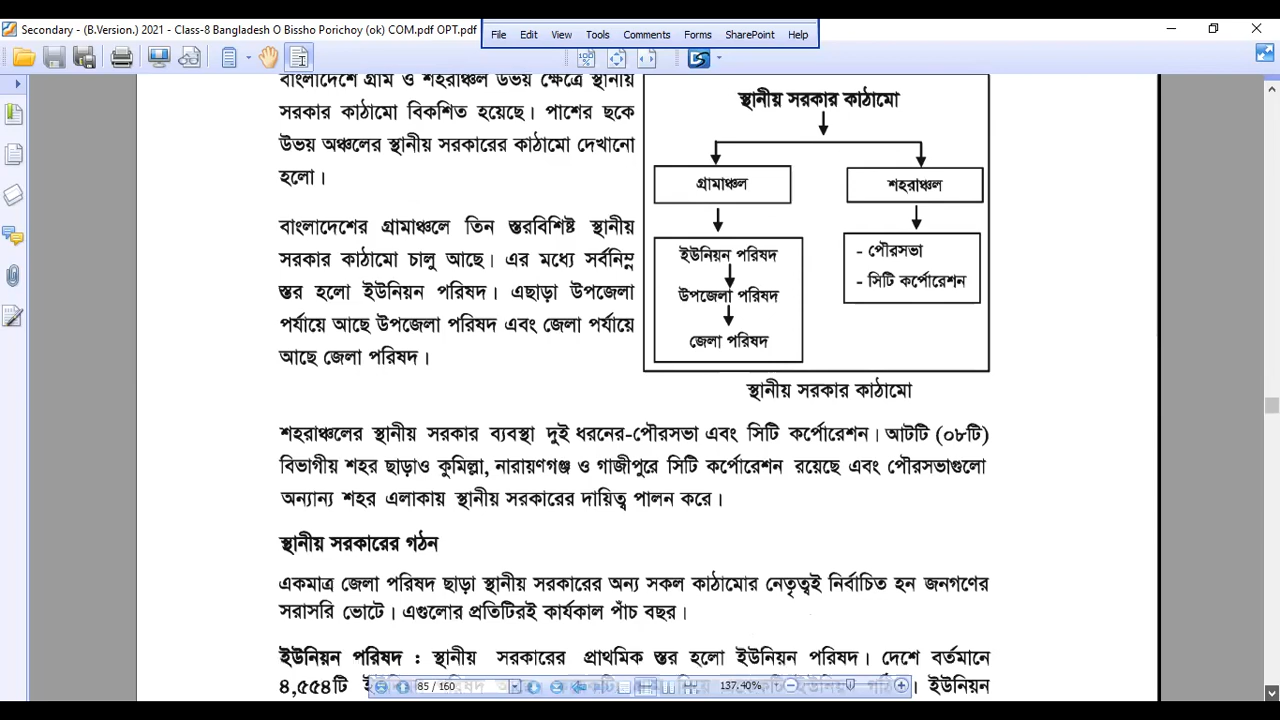 Secondary - (B.Version.) 2021 - Class-8 Bangladesh O Bissho Porichoy (ok) COM.pdf OPT.pdf
File Edit View Tools Comments Forms SharePoint Help
বাংলাদেশে গ্রাম ও শহরাঞ্চল উভয় ক্ষেত্রে স্থানীয়
সরকার কাঠামো বিকশিত হয়েছে। পাশের ছকে
উভয় অঞ্চলের স্থানীয় সরকারের কাঠামো দেখানো
হলো।
বাংলাদেশের গ্রামাঞ্চলে তিন স্তরবিশিষ্ট স্থানীয়
সরকার কাঠামো চালু আছে। এর মধ্যে সর্বনিম্ন
স্তর হলো ইউনিয়ন পরিষদ। এছাড়া উপজেলা
পর্যায়ে আছে উপজেলা পরিষদ এবং জেলা পর্যায়ে
আছে জেলা পরিষদ।
স্থানীয় সরকার কাঠামো
গ্রামাঞ্চল
শহরাঞ্চল
ইউনিয়ন পরিষদ
উপজেলা পরিষদ
জেলা পরিষদ
- পৌরসভা
- সিটি কর্পোরেশন
স্থানীয় সরকার কাঠামো
শহরাঞ্চলের স্থানীয় সরকার ব্যবস্থা দুই ধরনের-পৌরসভা এবং সিটি কর্পোরেশন। আটটি (০৮টি)
বিভাগীয় শহর ছাড়াও কুমিল্লা, নারায়ণগঞ্জ ও গাজীপুরে সিটি কর্পোরেশন রয়েছে এবং পৌরসভাগুলো
অন্যান্য শহর এলাকায় স্থানীয় সরকারের দায়িত্ব পালন করে।
স্থানীয় সরকারের গঠন
একমাত্র জেলা পরিষদ ছাড়া স্থানীয় সরকারের অন্য সকল কাঠামোর নেতৃত্বই নির্বাচিত হন জনগণের
সরাসরি ভোটে। এগুলোর প্রতিটিরই কার্যকাল পাঁচ বছর।
ইউনিয়ন পরিষদ : স্থানীয় সরকারের প্রাথমিক স্তর হলো ইউনিয়ন পরিষদ। দেশে বর্তমানে
৪,৫৫৪টি ইউনিয়ন
85 / 160
137.40%